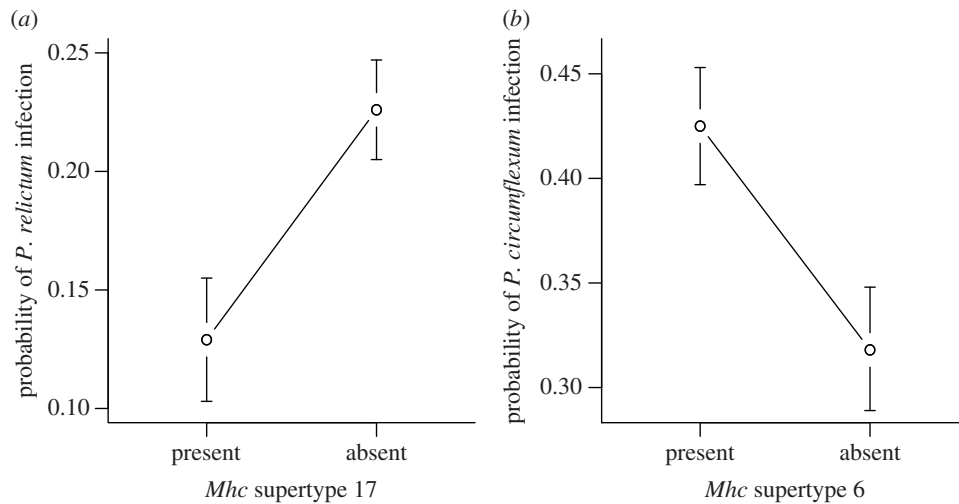 (a)
probability of P. relictum infection
0.25
0.20
0.15
0.10
present absent
Mhc supertype 17
(b)
probability of P. circumflexum infection
0.45
0.40
0.35
0.30
present absent
Mhc supertype 6